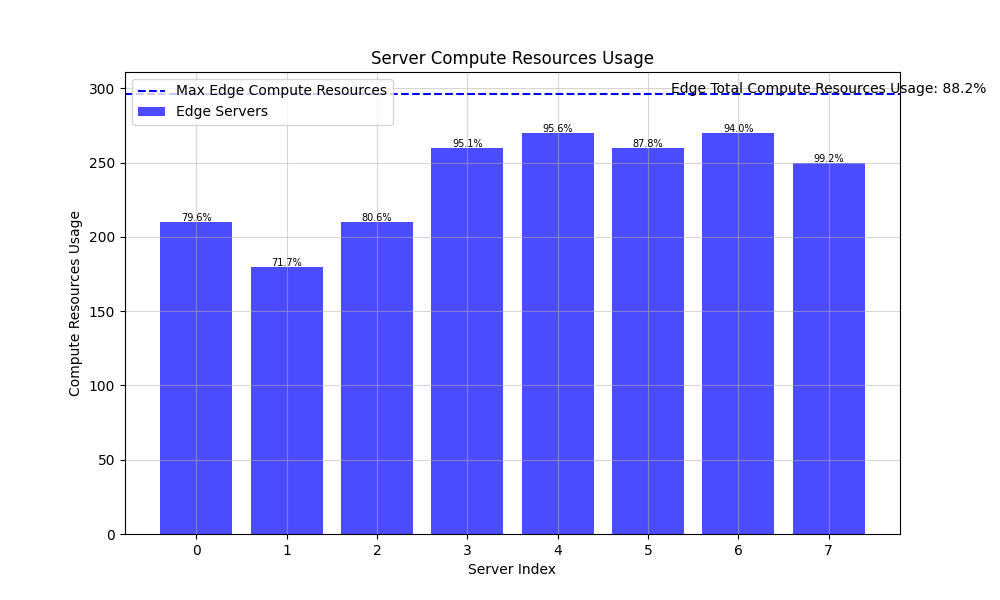 Server Compute Resources Usage
Max Edge Compute Resources
Edge Servers
Edge Total Compute Resources Usage: 88.2%
300
250
200
150
100
50
0
Compute Resources Usage
79.6%
71.7%
80.6%
95.1%
95.6%
87.8%
94.0%
99.2%
0 1 2 3 4 5 6 7
Server Index